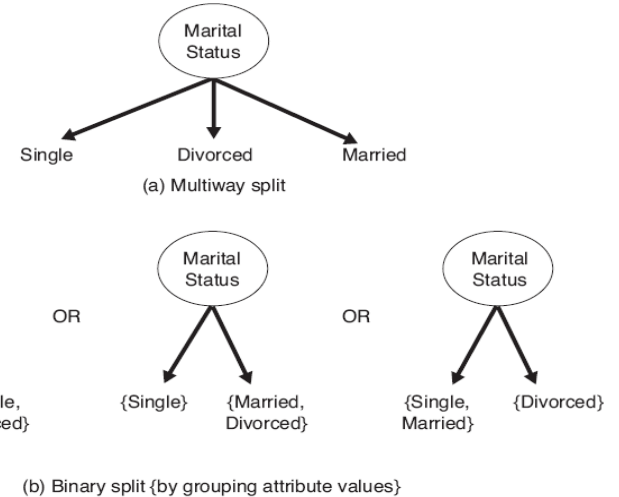 Marital
Status
Single Divorced Married
(a) Multiway split
Marital
Status
Marital
Status
OR
OR
{Single}
{Married,
Divorced}
{Single,
Married}
{Divorced}
(b) Binary split {by grouping attribute values}